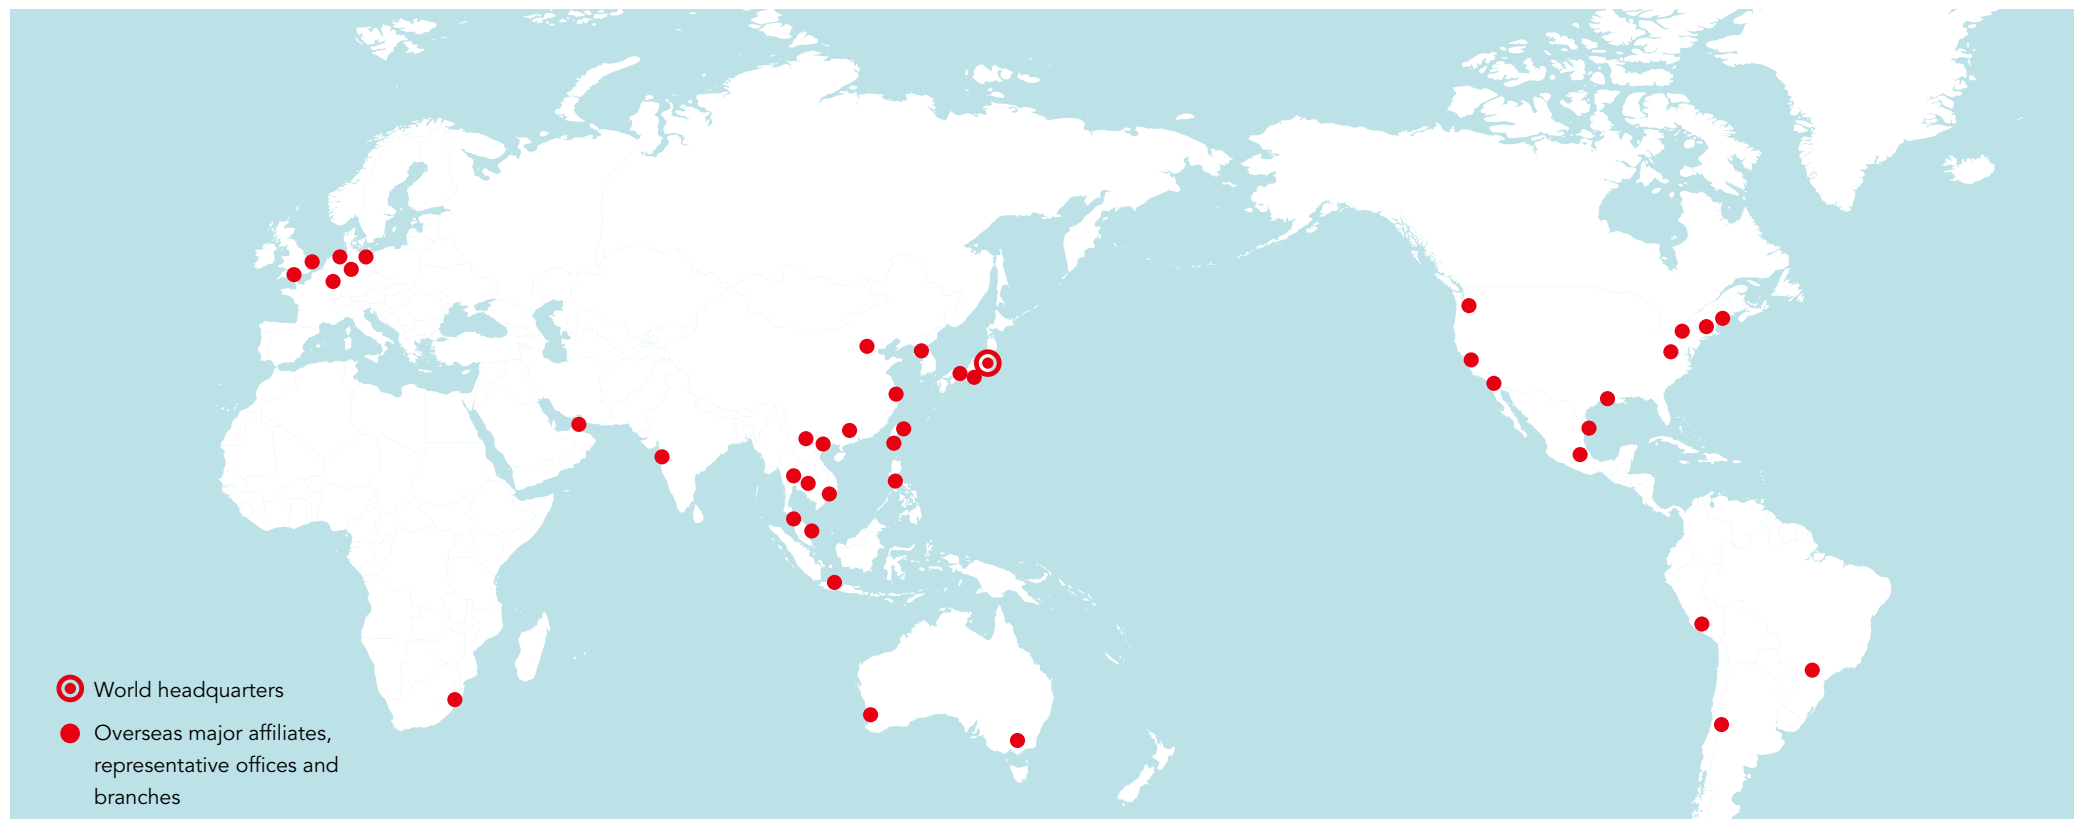 World headquarters
Overseas major affiliates,
representative offices and
branches